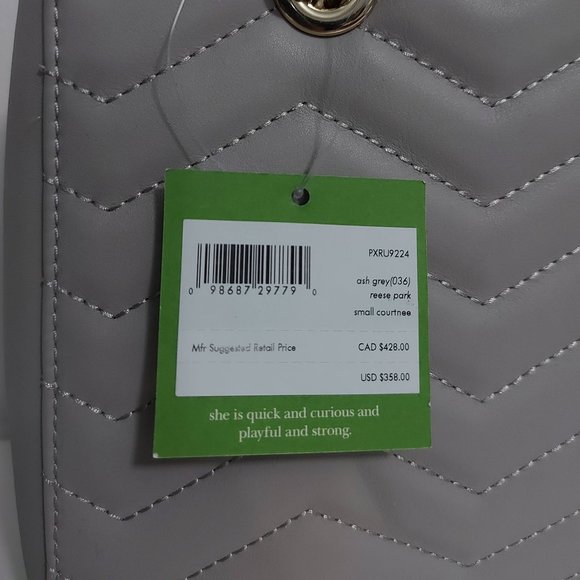 PXRU9224
0 98687 29779 0
ash grey(036)
reese park
small courtnee
Mfr Suggested Retail Price CAD $428.00
USD $358.00
she is quick and curious and
playful and strong.